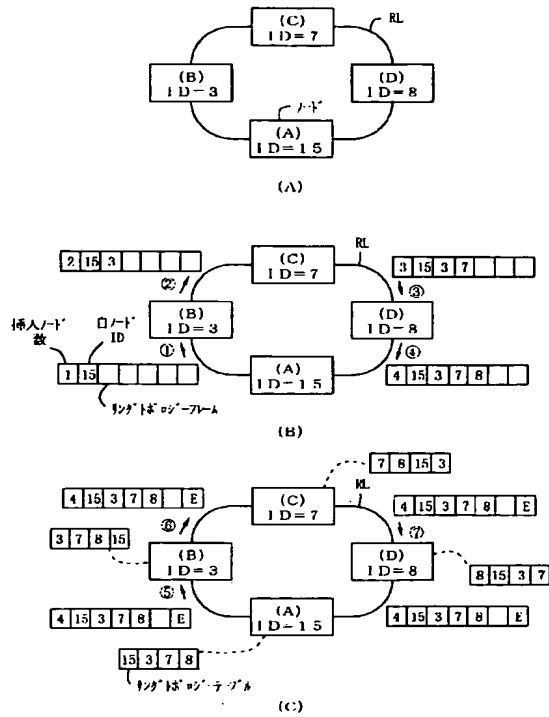 (C)
ID=7
RL
(B)
ID-3
(D)
ID=8
ノード
(A)
ID=15
(A)
2 15 3
②
(C)
ID=7
RL
3 15 3 7
③
挿入ノード数
自ノードID
(B)
ID=3
(D)
ID-8
①
④
1 15
(A)
ID-15
4 15 3 7 8
リングトポロジーフレーム
(B)
7 8 15 3
4 15 3 7 8 E
(C)
ID=7
RL
4 15 3 7 8 E
⑥
⑦
3 7 8 15
(B)
ID=3
(D)
ID=8
8 15 3 7
⑤
4 15 3 7 8 E
(A)
ID-15
4 15 3 7 8 E
15 3 7 8
リングトポロジーテーブル
(C)